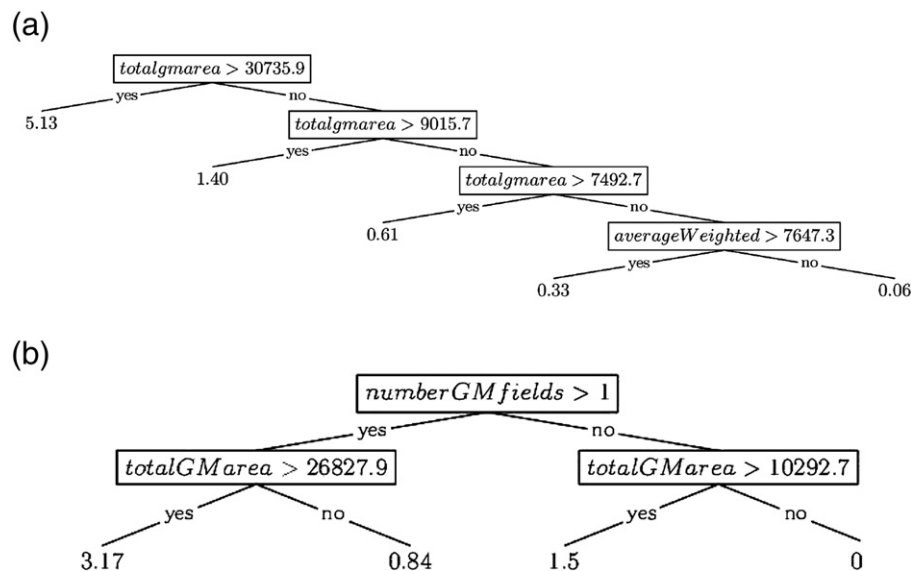 (a)
totalgmarea > 30735.9
yes no
5.13
totalgmarea > 9015.7
yes no
1.40
totalgmarea > 7492.7
yes no
0.61
averageWeighted > 7647.3
yes no
0.33 0.06
(b)
numberGMfields > 1
yes no
totalGMarea > 26827.9 totalGMarea > 10292.7
yes no yes no
3.17 0.84 1.5 0